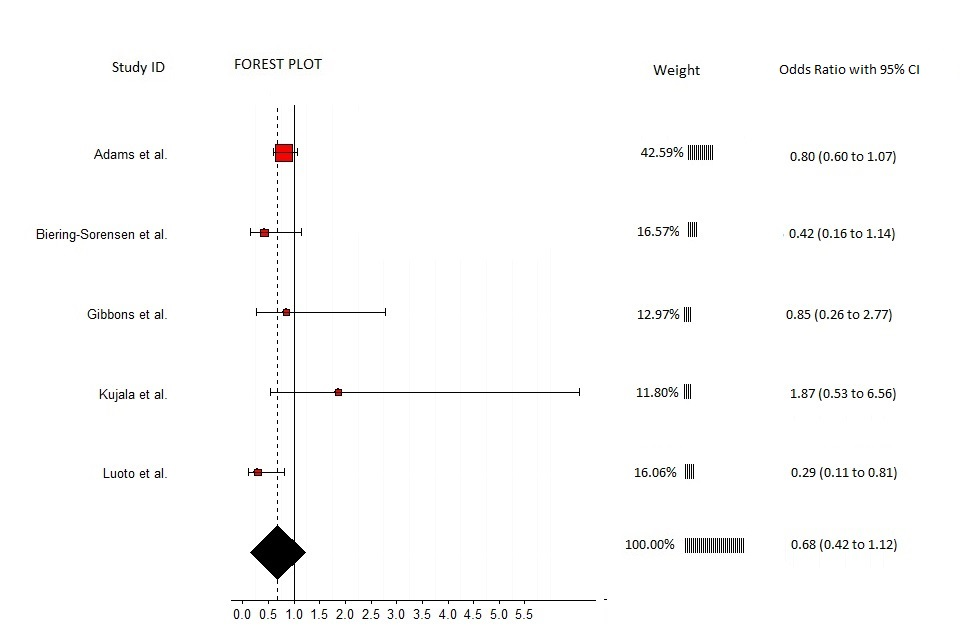 Study ID FOREST PLOT Weight Odds Ratio with 95% CI
Adams et al. 42.59% 0.80 (0.60 to 1.07)
Biering-Sorensen et al. 16.57% 0.42 (0.16 to 1.14)
Gibbons et al. 12.97% 0.85 (0.26 to 2.77)
Kujala et al. 11.80% 1.87 (0.53 to 6.56)
Luoto et al. 16.06% 0.29 (0.11 to 0.81)
100.00% 0.68 (0.42 to 1.12)
0.0 0.5 1.0 1.5 2.0 2.5 3.0 3.5 4.0 4.5 5.0 5.5